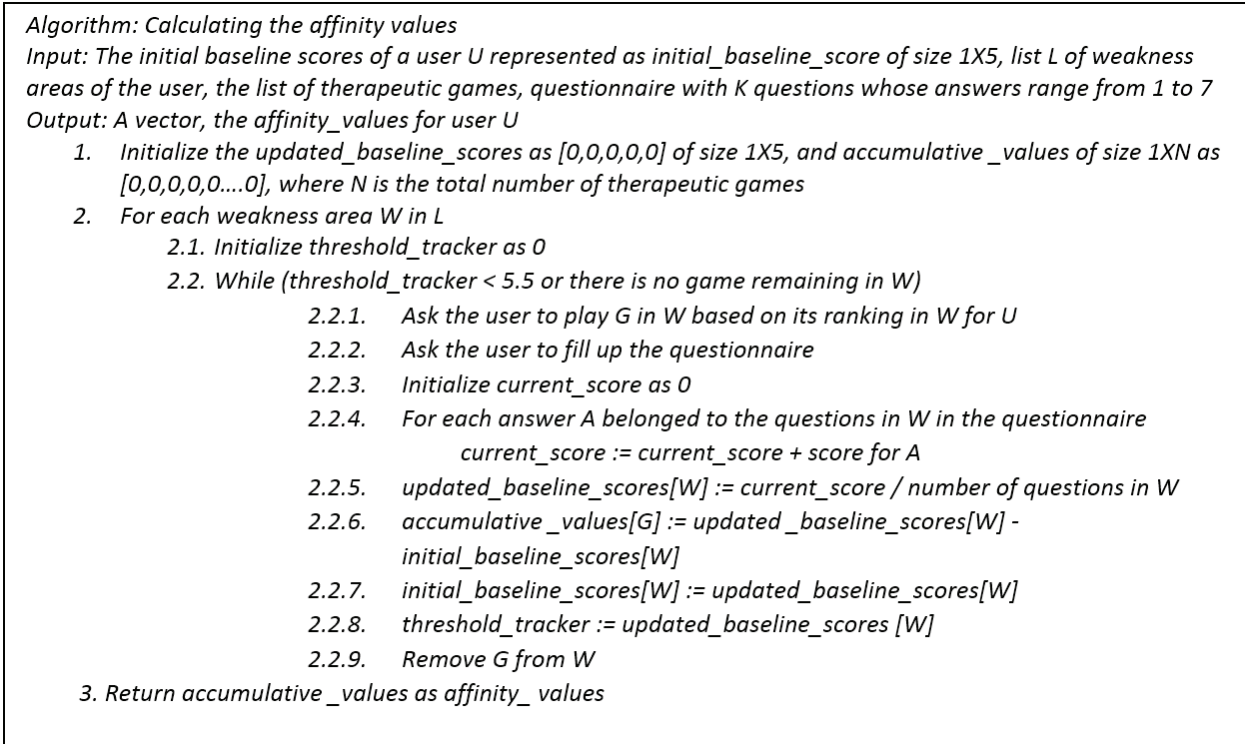 Algorithm: Calculating the affinity values
Input: The initial baseline scores of a user U represented as initial_baseline_score of size 1X5, list L of weakness
areas of the user, the list of therapeutic games, questionnaire with K questions whose answers range from 1 to 7
Output: A vector, the affinity_values for user U
1. Initialize the updated_baseline_scores as [0,0,0,0,0] of size 1X5, and accumulative _values of size 1XN as
[0,0,0,0,0....0], where N is the total number of therapeutic games
2. For each weakness area W in L
2.1. Initialize threshold_tracker as 0
2.2. While (threshold_tracker < 5.5 or there is no game remaining in W)
2.2.1. Ask the user to play G in W based on its ranking in W for U
2.2.2. Ask the user to fill up the questionnaire
2.2.3. Initialize current_score as 0
2.2.4. For each answer A belonged to the questions in W in the questionnaire
current_score := current_score + score for A
2.2.5. updated_baseline_scores[W] := current_score / number of questions in W
2.2.6. accumulative _values[G] := updated _baseline_scores[W] -
initial_baseline_scores[W]
2.2.7. initial_baseline_scores[W] := updated_baseline_scores[W]
2.2.8. threshold_tracker := updated_baseline_scores [W]
2.2.9. Remove G from W
3. Return accumulative _values as affinity_ values